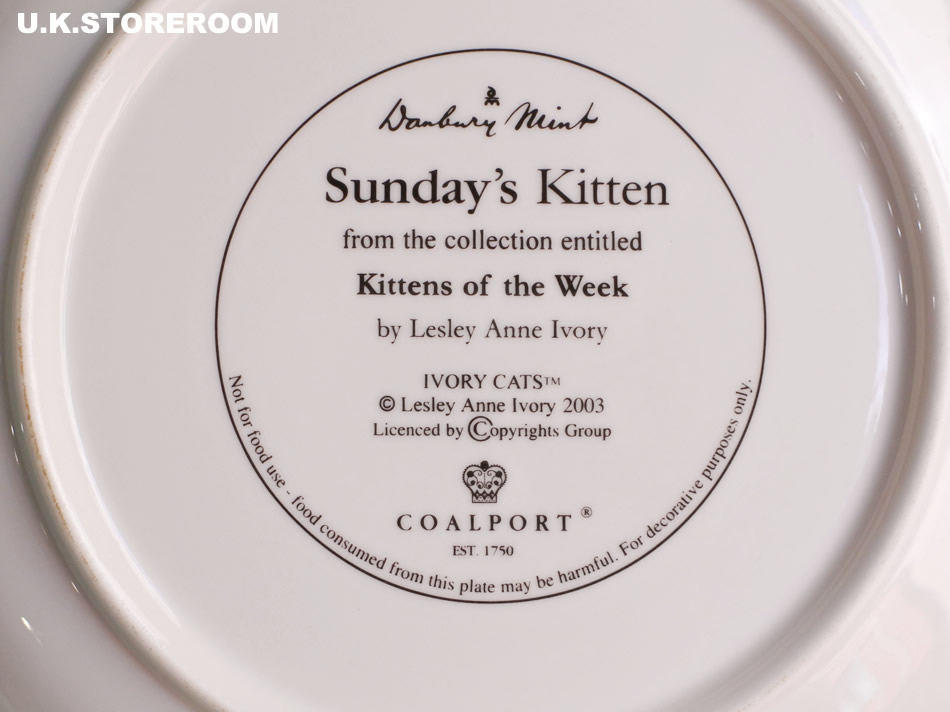 U.K.STOREROOM
Danbury Mint
Sunday's Kitten
from the collection entitled
Kittens of the Week
by Lesley Anne Ivory
IVORY CATS™
© Lesley Anne Ivory 2003
Licenced by Ⓒopyrights Group
COALPORT®
EST. 1750
Not for food use - food consumed from this plate may be harmful. For decorative purposes only.